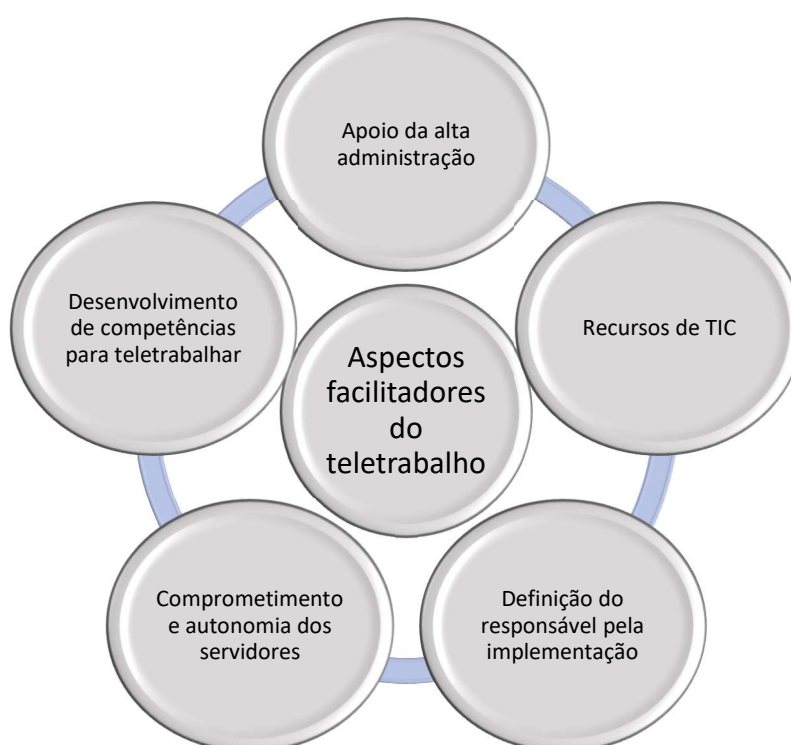 Apoio da alta
administração
Desenvolvimento
de competências
para teletrabalhar
Recursos de TIC
Aspectos
facilitadores
do
teletrabalho
Comprometimento
e autonomia dos
servidores
Definição do
responsável pela
implementação